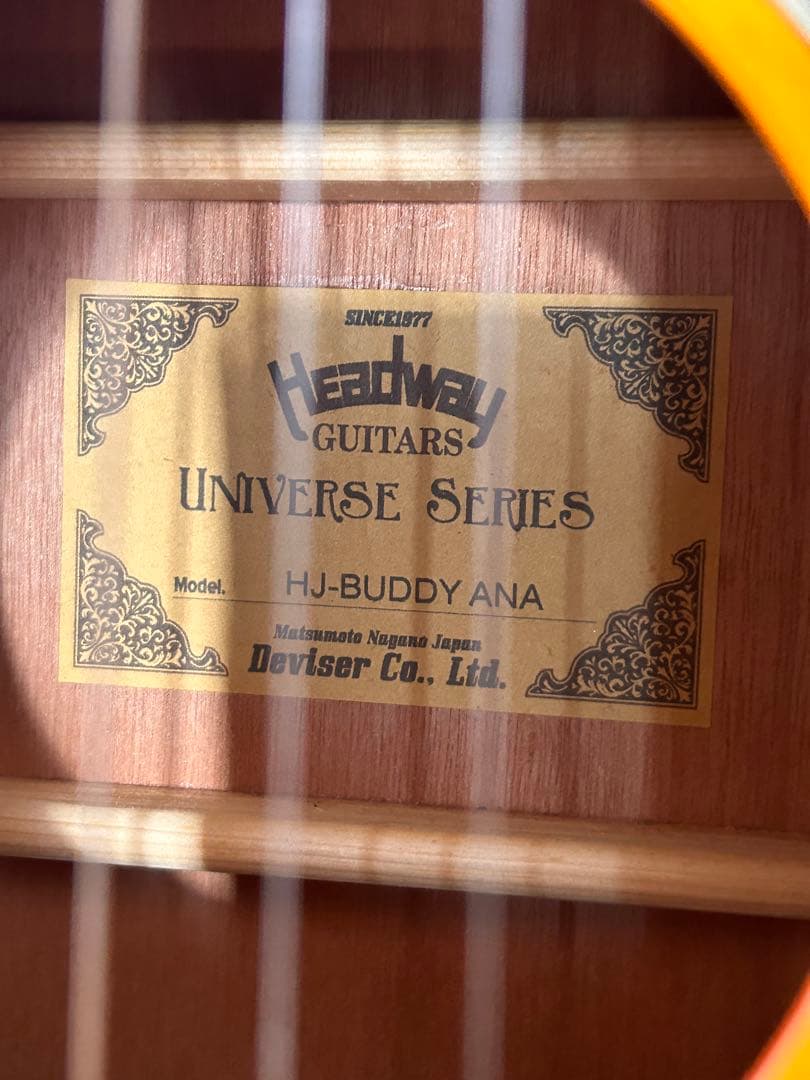 SINCE1977
Headway
GUITARS
UNIVERSE SERIES
Model. HJ-BUDDY ANA
Matsumoto Nagano Japan
Deviser Co., Ltd.